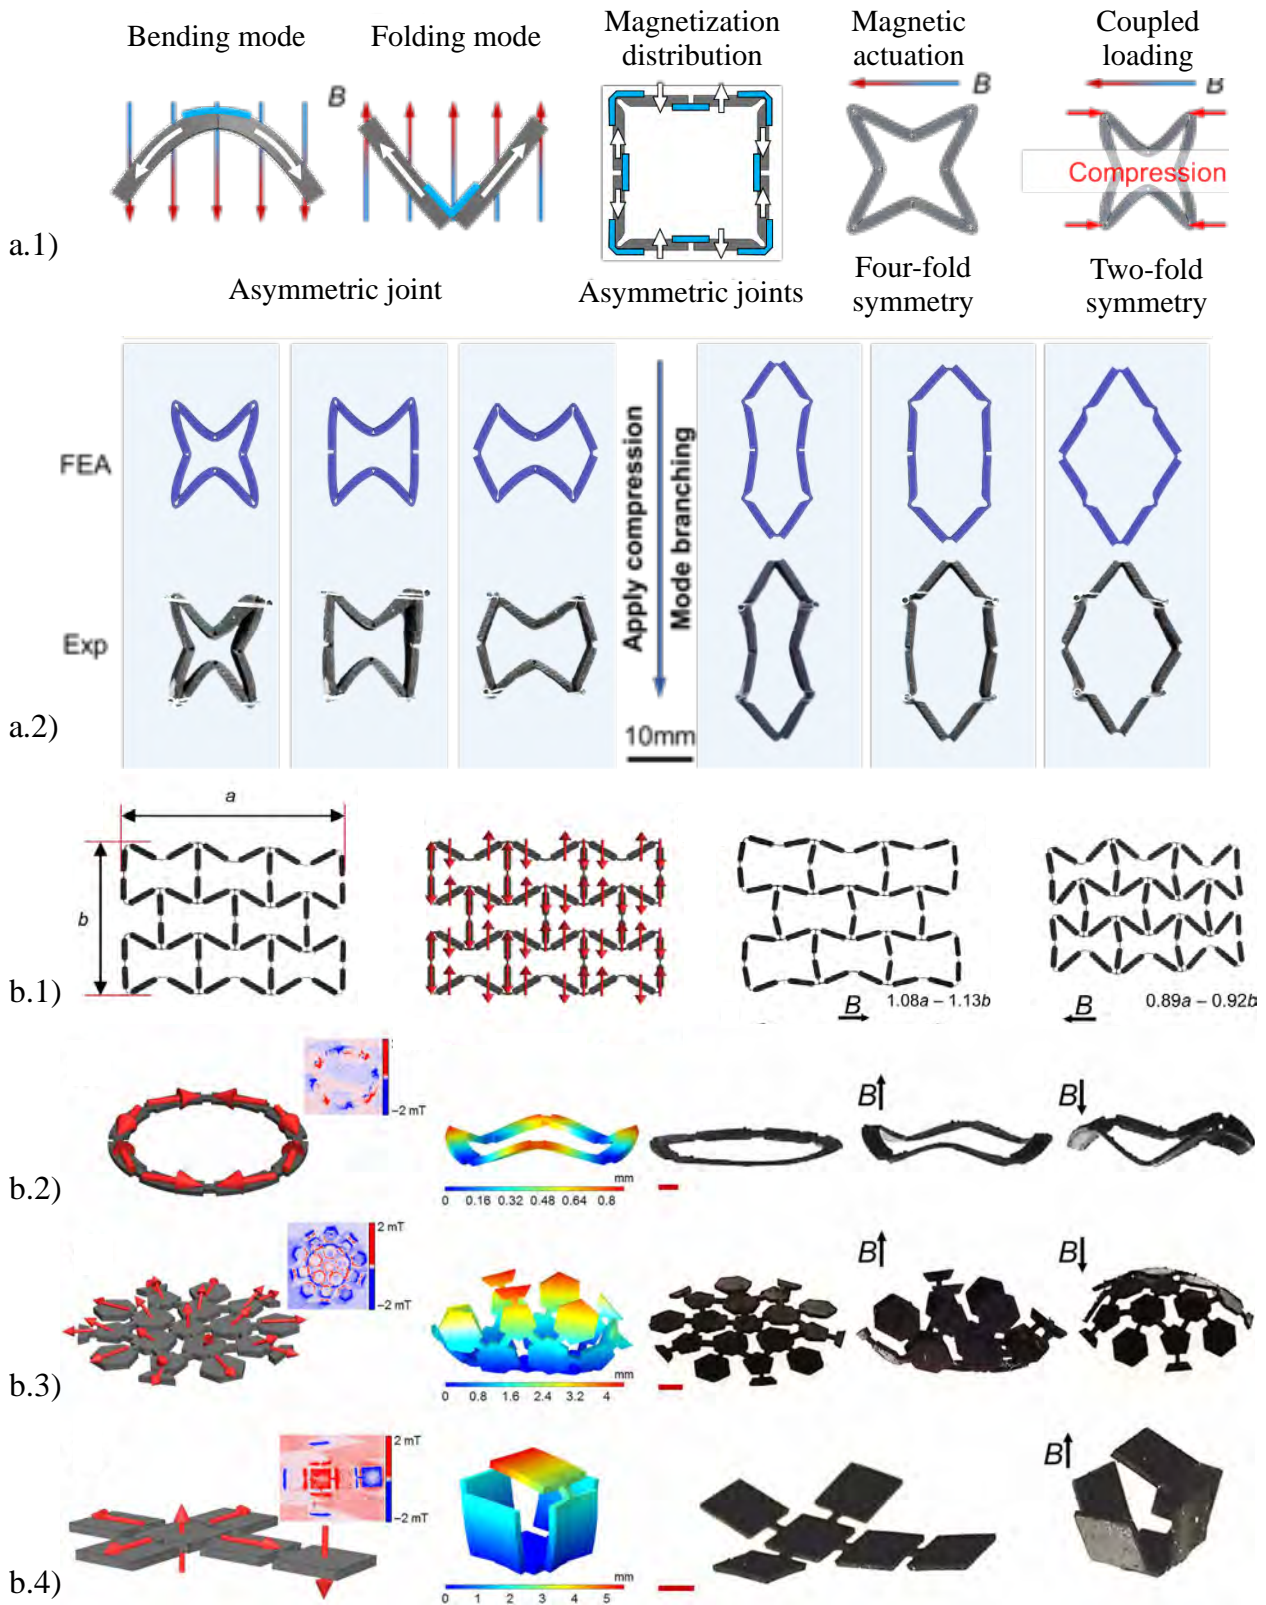 Bending mode
Folding mode
Magnetization
distribution
Magnetic
actuation
Coupled
loading
B
B
B
Compression
a.1)
Asymmetric joint
Asymmetric joints
Four-fold
symmetry
Two-fold
symmetry
FEA
Apply compression
Mode branching
Exp
10mm
a.2)
a
b
b.1)
B
1.08a – 1.13b
B
0.89a – 0.92b
−2 mT
B
B
mm
0 0.16 0.32 0.48 0.64 0.8
b.2)
2 mT
−2 mT
B
B
mm
0 0.8 1.6 2.4 3.2 4
b.3)
2 mT
−2 mT
B
mm
0 1 2 3 4 5
b.4)